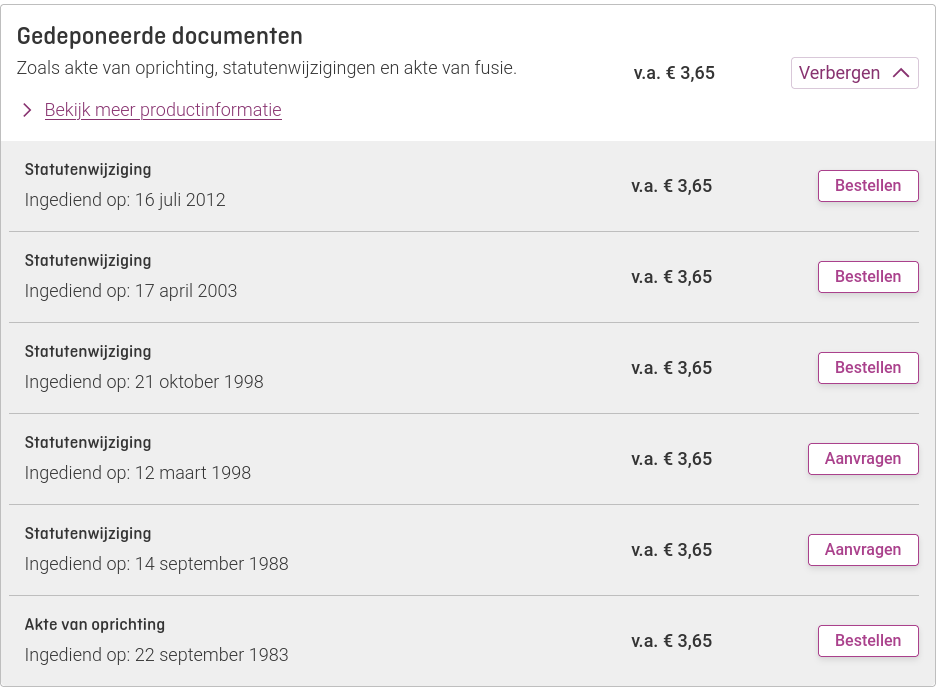 Gedeponeerde documenten
Zoals akte van oprichting, statutenwijzigingen en akte van fusie.
v.a. € 3,65
Verbergen
Bekijk meer productinformatie
Statutenwijziging
Ingediend op: 16 juli 2012
v.a. € 3,65
Bestellen
Statutenwijziging
Ingediend op: 17 april 2003
v.a. € 3,65
Bestellen
Statutenwijziging
Ingediend op: 21 oktober 1998
v.a. € 3,65
Bestellen
Statutenwijziging
Ingediend op: 12 maart 1998
v.a. € 3,65
Aanvragen
Statutenwijziging
Ingediend op: 14 september 1988
v.a. € 3,65
Aanvragen
Akte van oprichting
Ingediend op: 22 september 1983
v.a. € 3,65
Bestellen